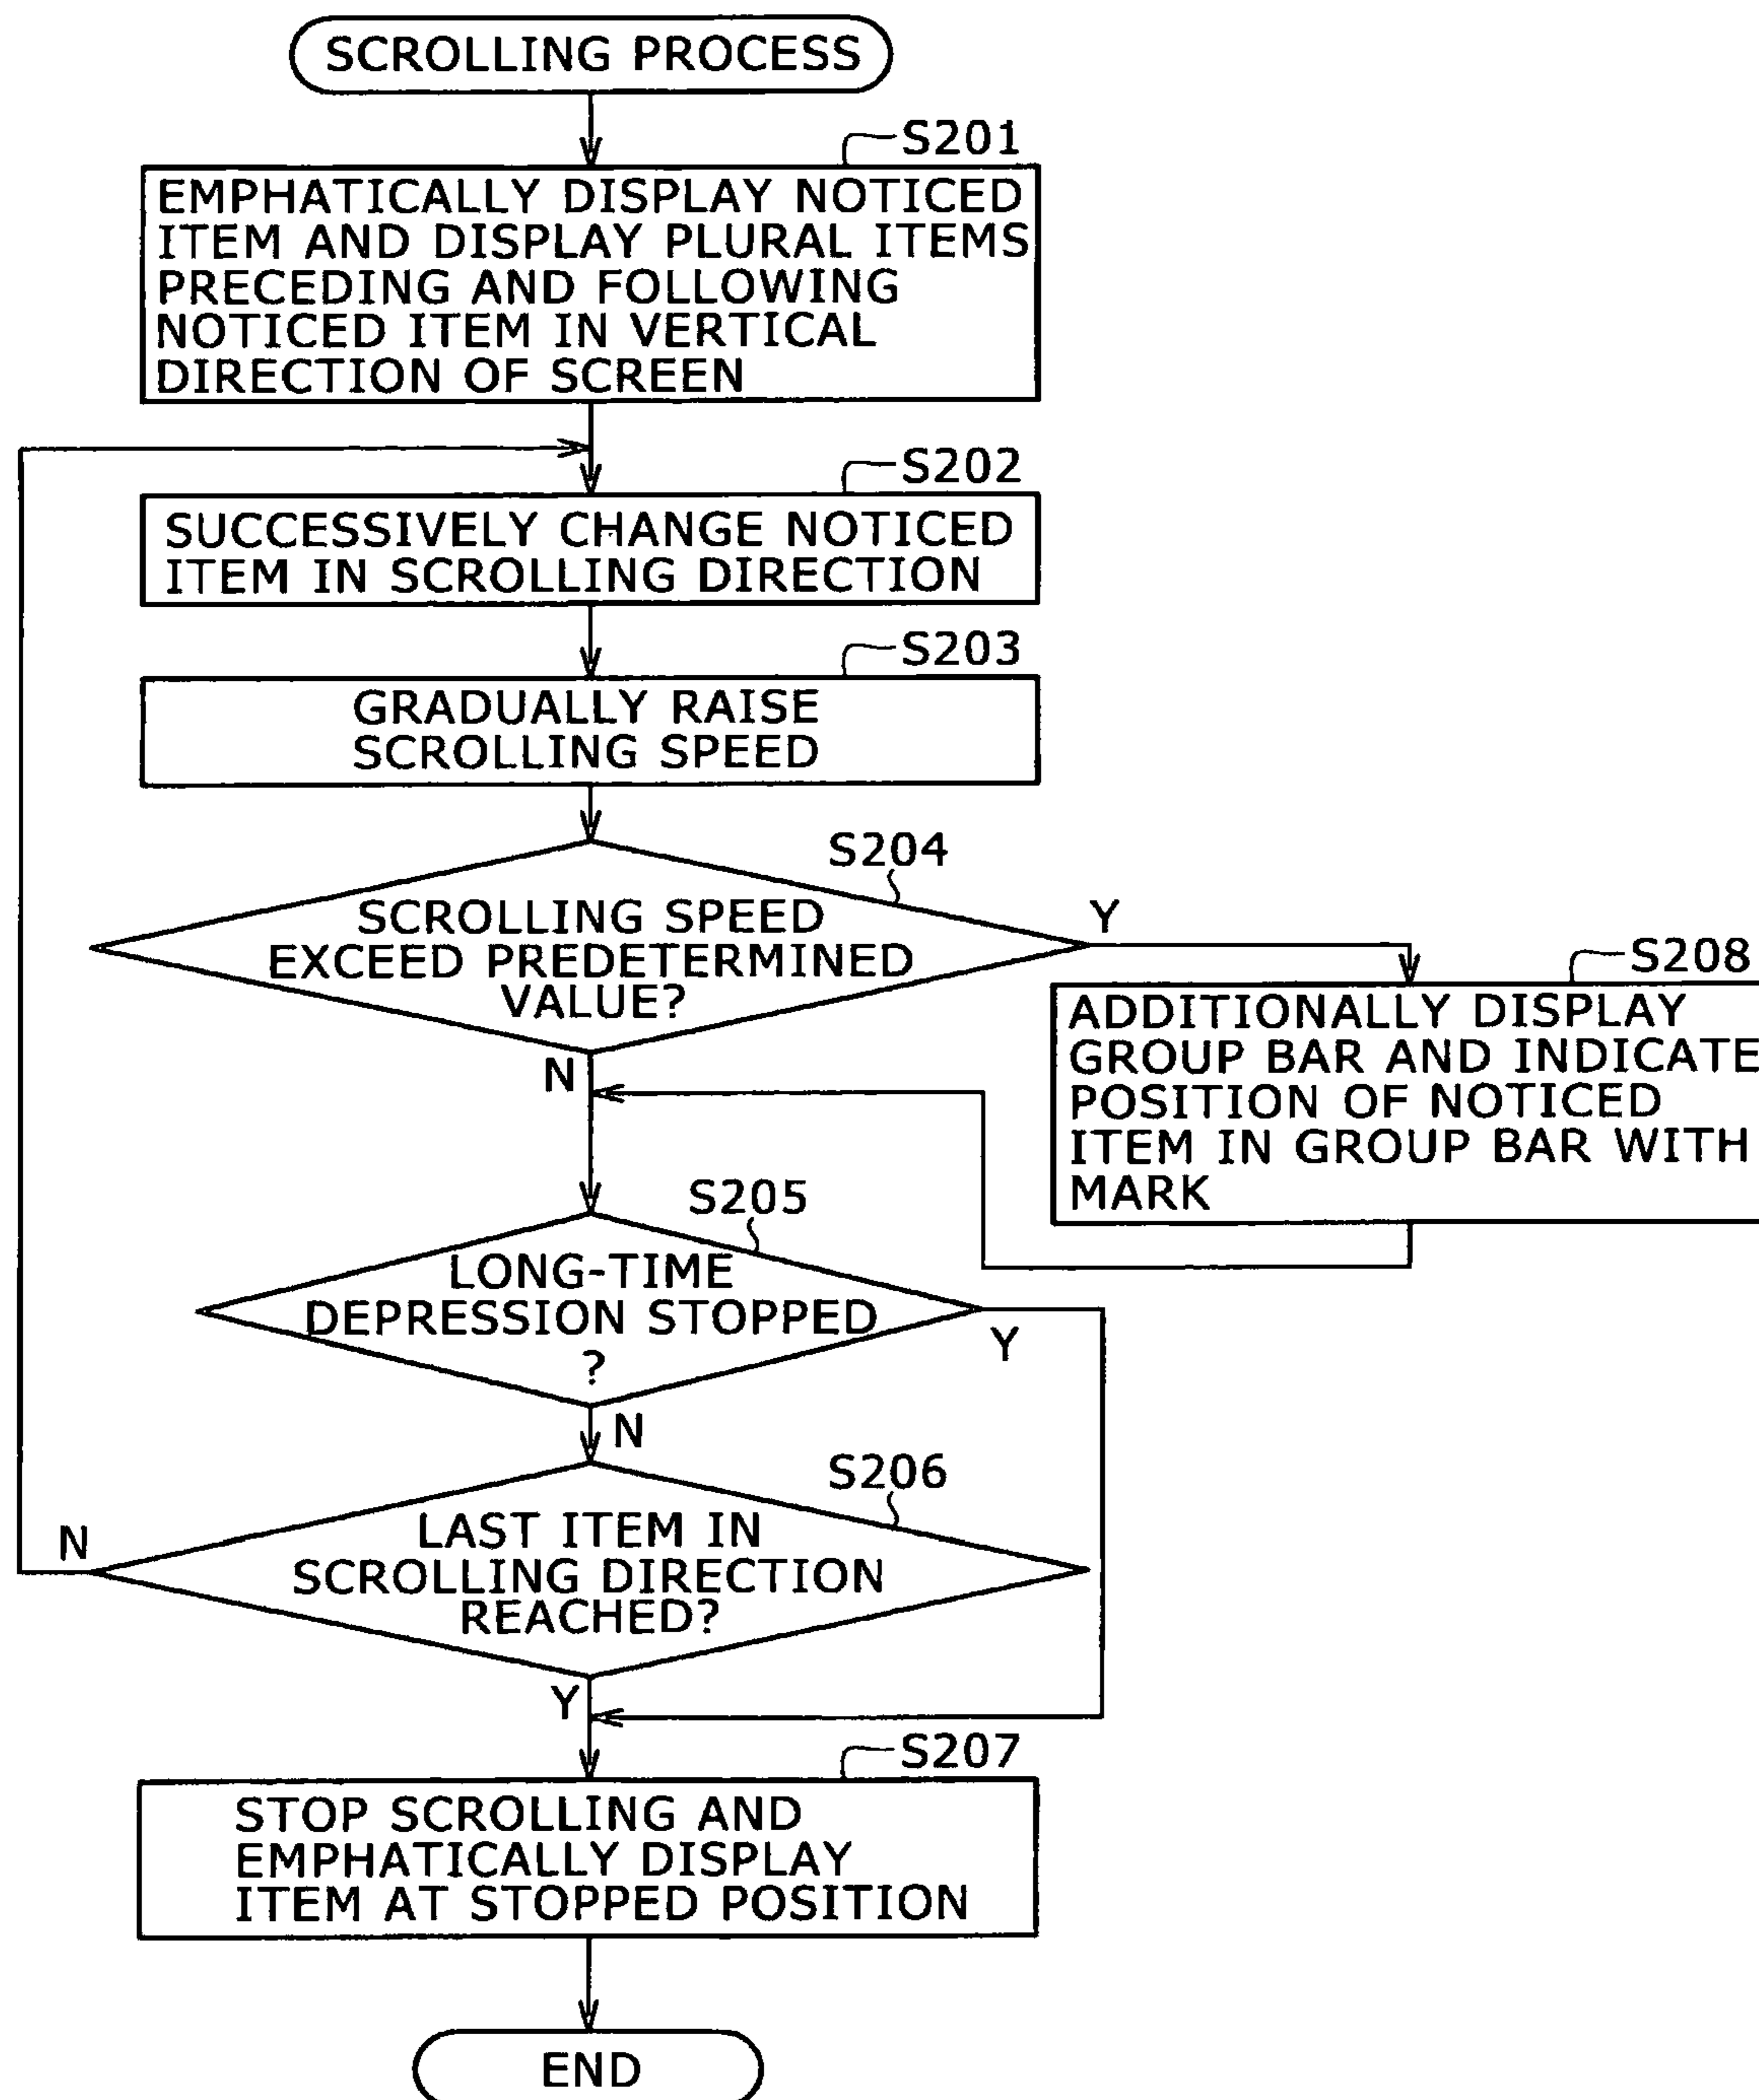 SCROLLING PROCESS
S201
EMPHATICALLY DISPLAY NOTICED
ITEM AND DISPLAY PLURAL ITEMS
PRECEDING AND FOLLOWING
NOTICED ITEM IN VERTICAL
DIRECTION OF SCREEN
S202
SUCCESSIVELY CHANGE NOTICED
ITEM IN SCROLLING DIRECTION
S203
GRADUALLY RAISE
SCROLLING SPEED
S204
SCROLLING SPEED
EXCEED PREDETERMINED
VALUE?
Y
N
S208
ADDITIONALLY DISPLAY
GROUP BAR AND INDICATE
POSITION OF NOTICED
ITEM IN GROUP BAR WITH
MARK
S205
LONG-TIME
DEPRESSION STOPPED
?
Y
N
S206
LAST ITEM IN
SCROLLING DIRECTION
REACHED?
N
Y
S207
STOP SCROLLING AND
EMPHATICALLY DISPLAY
ITEM AT STOPPED POSITION
END